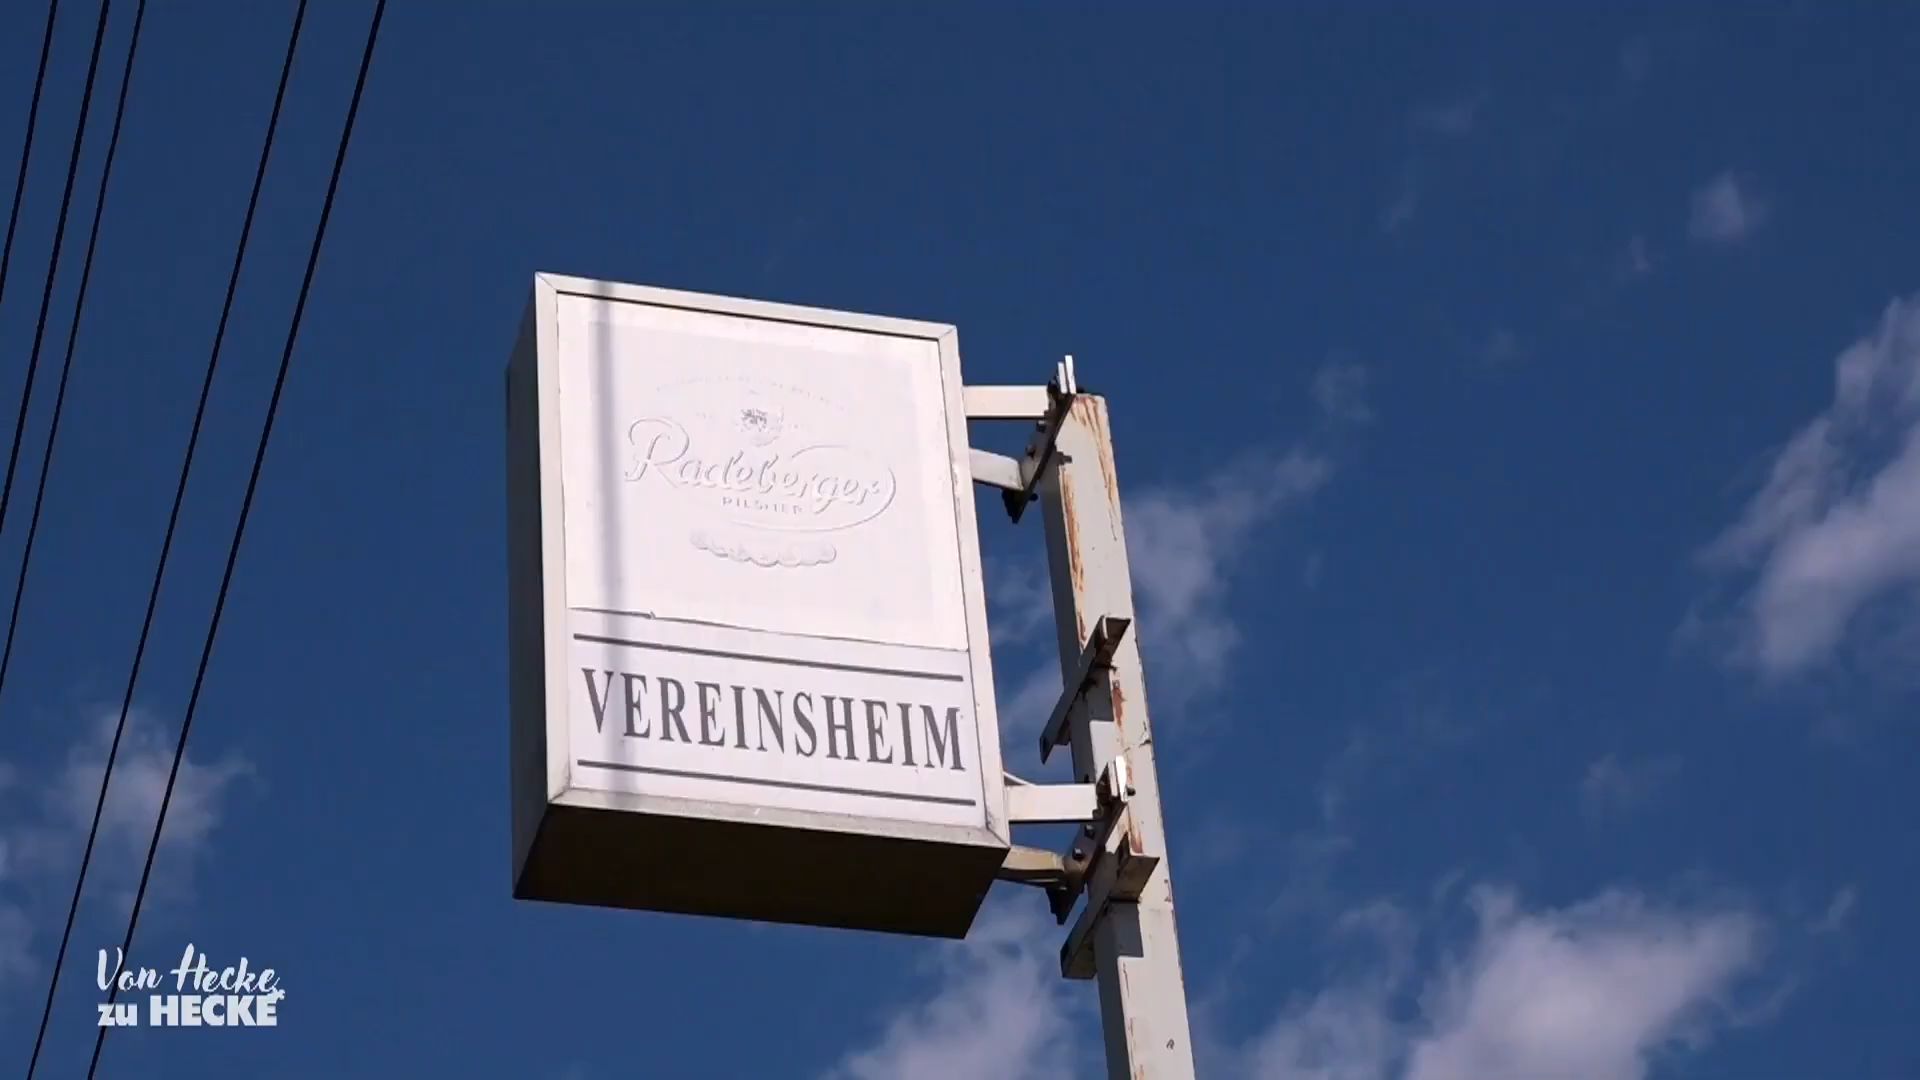 Radeberger
PILSNER
VEREINSHEIM
Von Hecke
zu HECKE